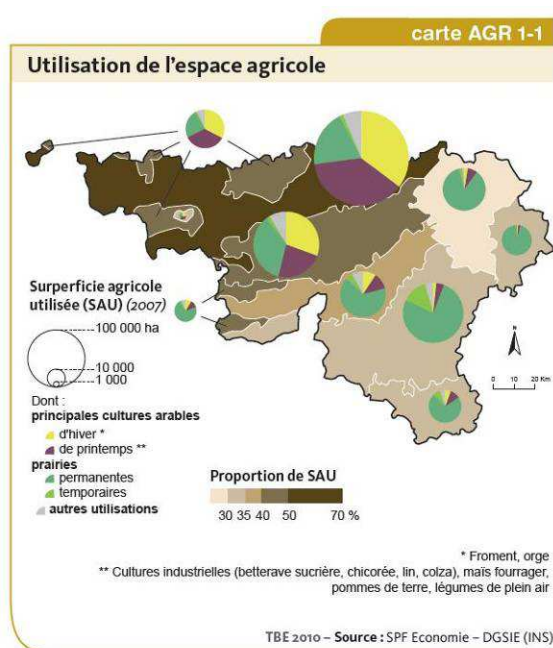 carte AGR 1-1
Utilisation de l'espace agricole
Surperficie agricole
utilisée (SAU) (2007)
100 000 ha
10 000
1 000
Dont :
principales cultures arables
d'hiver *
de printemps **
prairies
permanentes
temporaires
autres utilisations
Proportion de SAU
30 35 40 50 70 %
N
0 10 20 Km
* Froment, orge
** Cultures industrielles (betterave sucrière, chicorée, lin, colza), maïs fourrager,
pommes de terre, légumes de plein air
TBE 2010 – Source : SPF Economie – DGSIE (INS)